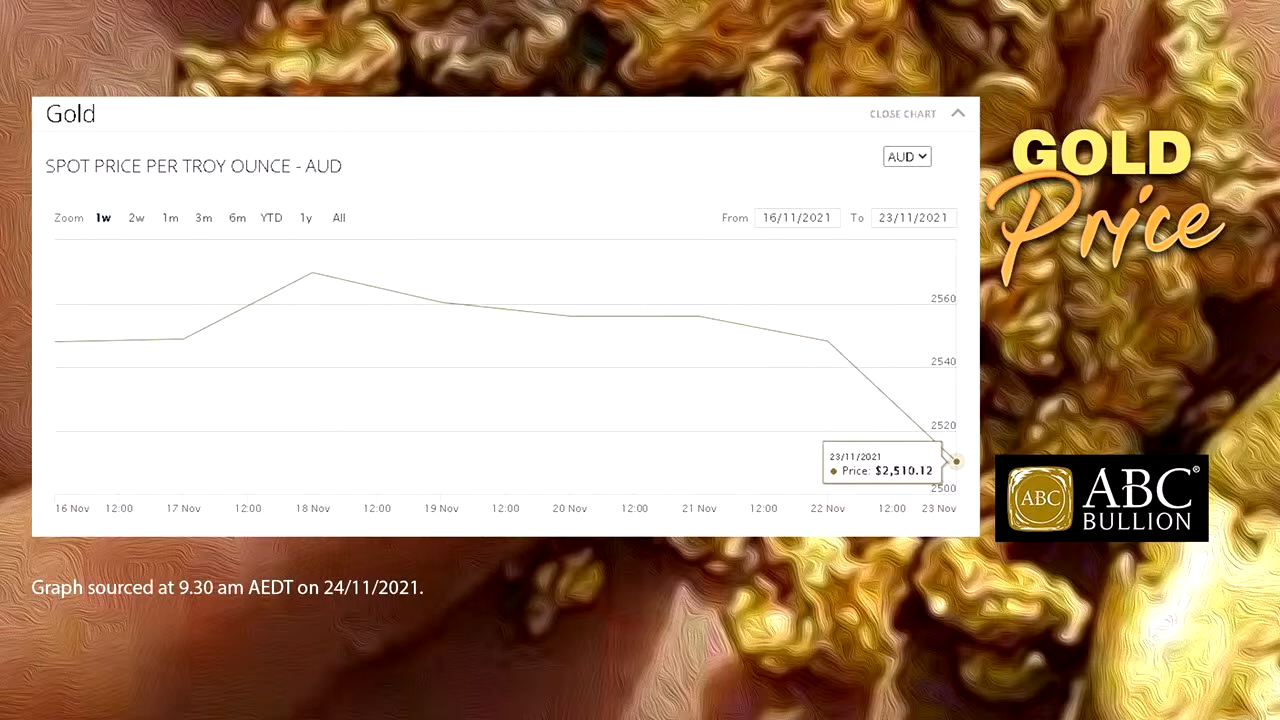 Gold
CLOSE CHART
SPOT PRICE PER TROY OUNCE - AUD
AUD
Zoom 1w 2w 1m 3m 6m YTD 1y All
From 16/11/2021 To 23/11/2021
2560
2540
2520
23/11/2021
Price: $2,510.12
2500
16 Nov 12:00 17 Nov 12:00 18 Nov 12:00 19 Nov 12:00 20 Nov 12:00 21 Nov 12:00 22 Nov 12:00 23 Nov
GOLD
Price
ABC
ABC®
BULLION
Graph sourced at 9.30 am AEDT on 24/11/2021.